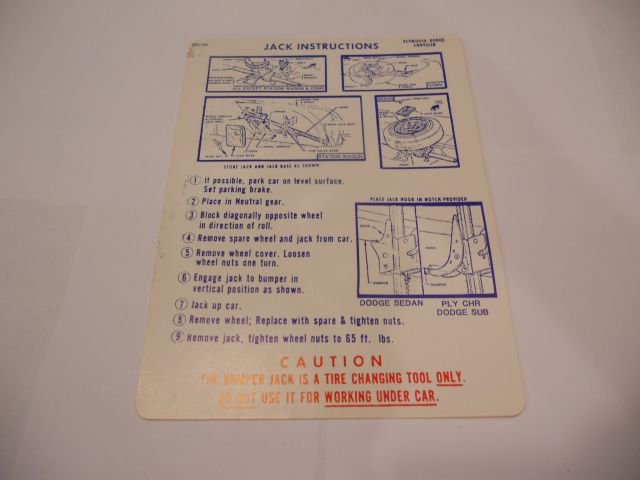 JACK INSTRUCTIONS
PLYMOUTH DODGE
CHRYSLER
ALL EXCEPT STATION WAGON & CONV
CONV
STATION WAGON
STORE JACK AND JACK BASE AS SHOWN
1 If possible, park car on level surface.
Set parking brake.
2 Place in Neutral gear.
3 Block diagonally opposite wheel
in direction of roll.
4 Remove spare wheel and jack from car.
5 Remove wheel cover. Loosen
wheel nuts one turn.
6 Engage jack to bumper in
vertical position as shown.
7 Jack up car.
8 Remove wheel; Replace with spare & tighten nuts.
9 Remove jack, tighten wheel nuts to 65 ft. lbs.
PLACE JACK HOOK IN NOTCH PROVIDED
HOOK
HOOK
BUMPER
BUMPER
DODGE SEDAN
PLY CHR
DODGE SUB
CAUTION
THE BUMPER JACK IS A TIRE CHANGING TOOL ONLY.
DO NOT USE IT FOR WORKING UNDER CAR.